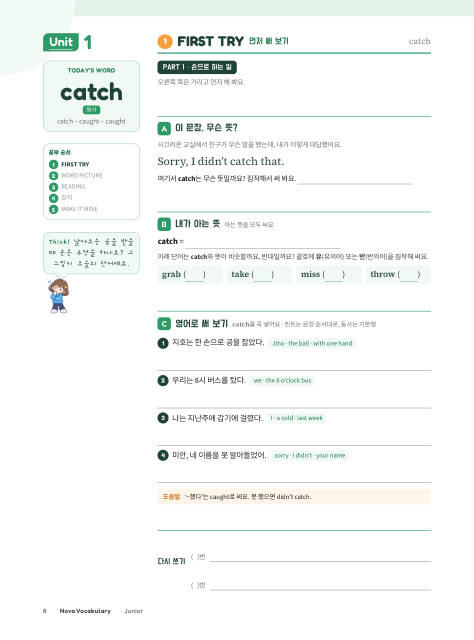 Unit 1
TODAY'S WORD
catch
동사
catch – caught – caught
공부 순서
1 FIRST TRY
2 WORD PICTURE
3 READING
4 강의
5 MAKE IT MINE
Think! 날아오는 공을 받을
때 손은 무엇을 하나요? 그
느낌이 오늘의 단어예요.
1 FIRST TRY 먼저 써 보기
catch
PART 1 · 손으로 하는 일
오른쪽 쪽은 가리고 먼저 해 봐요.
A 이 문장, 무슨 뜻?
시끄러운 교실에서 친구가 무슨 말을 했는데, 내가 이렇게 대답했어요.
Sorry, I didn't catch that.
여기서 catch는 무슨 뜻일까요? 짐작해서 써 봐요.
B 내가 아는 뜻 아는 뜻을 모두 써요
catch =
아래 단어는 catch와 뜻이 비슷할까요, 반대일까요? 괄호에 유(유의어) 또는 반(반의어)을 짐작해 써요.
grab (____) take (____) miss (____) throw (____)
C 영어로 써 보기 catch를 꼭 넣어요 · 힌트는 문장 순서대로, 동사는 기본형
1 지호는 한 손으로 공을 잡았다. Jiho · the ball · with one hand
2 우리는 8시 버스를 탔다. we · the 8 o'clock bus
3 나는 지난주에 감기에 걸렸다. I · a cold · last week
4 미안, 네 이름을 못 알아들었어. sorry · I didn't · your name
도움말 '~했다'는 caught로 써요. 못 했으면 didn't catch.
다시 쓰기 ( )번
( )번
8 Nova Vocabulary Junior